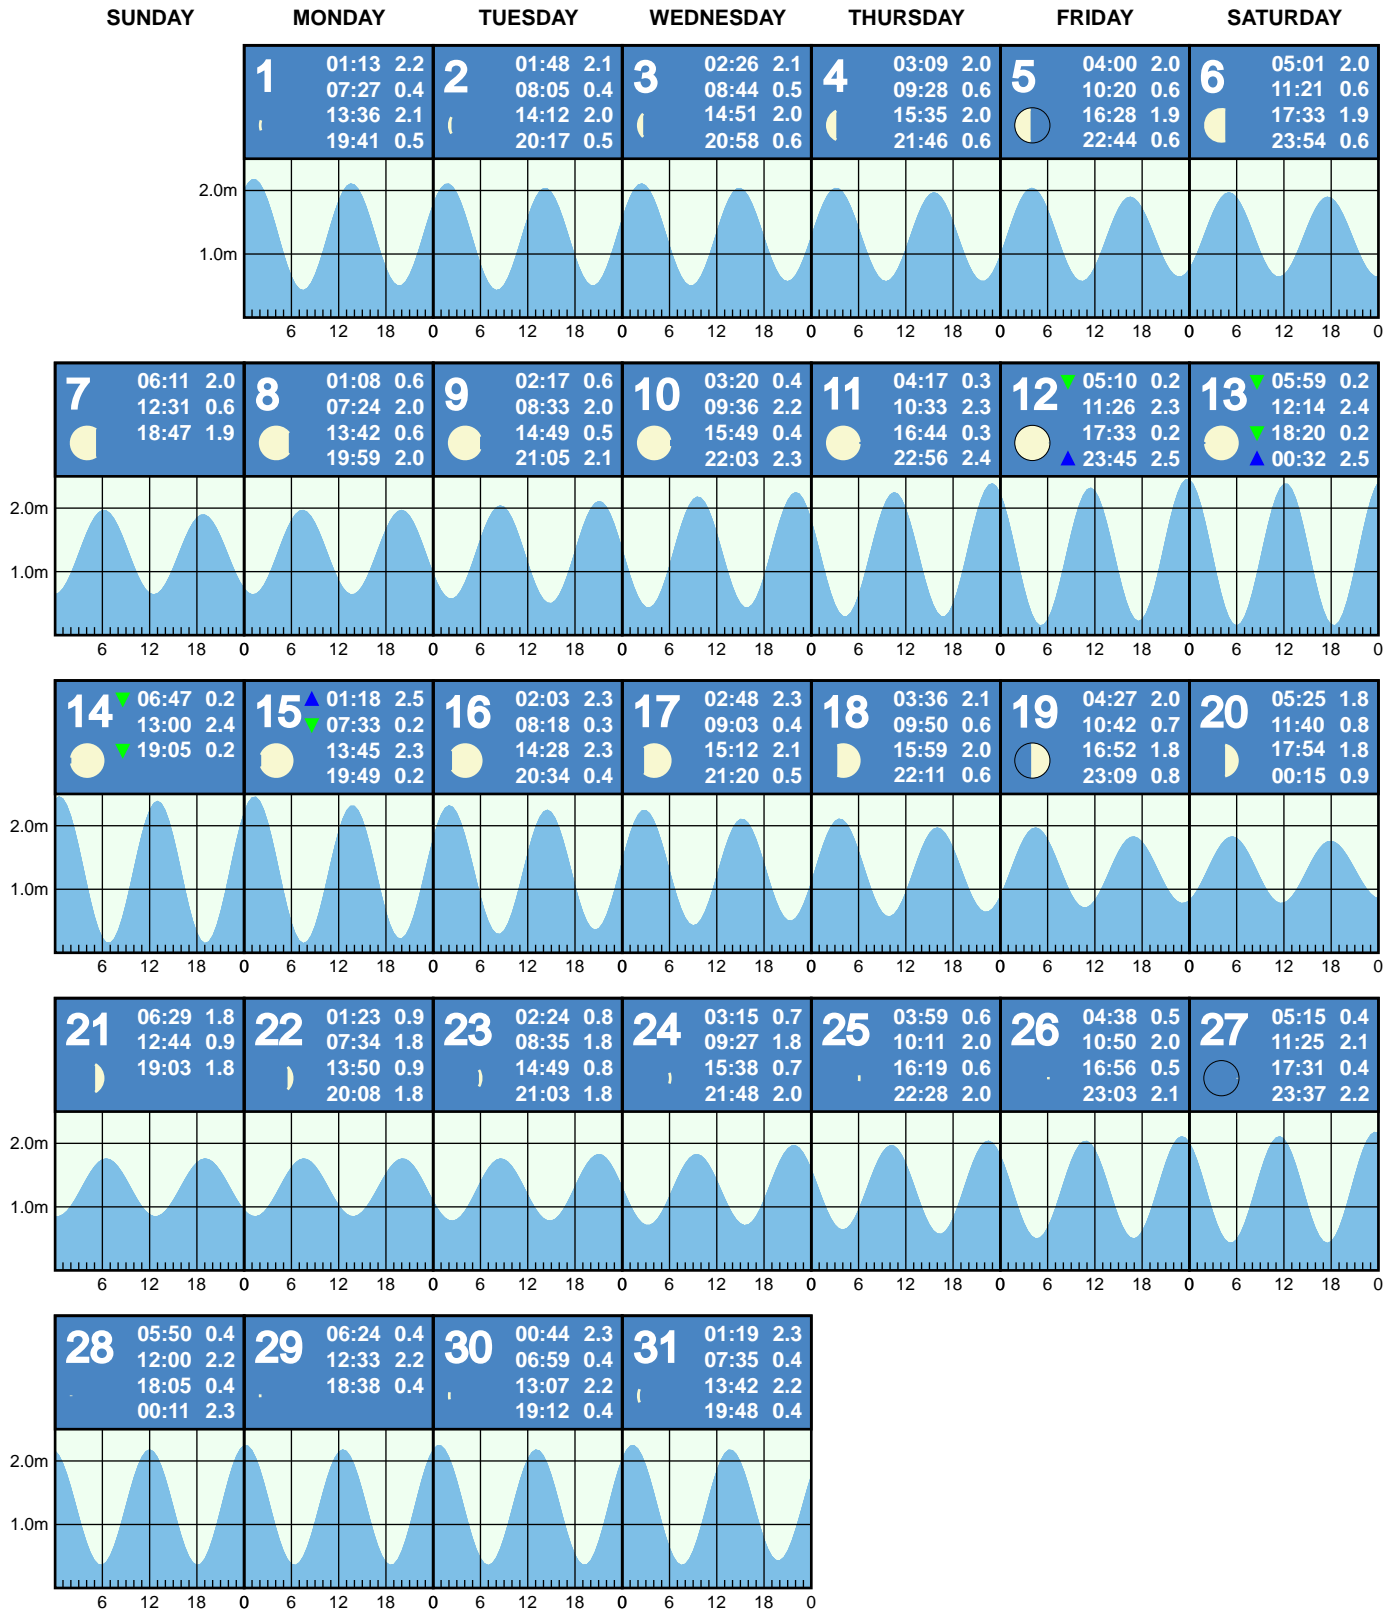 SUNDAY MONDAY TUESDAY WEDNESDAY THURSDAY FRIDAY SATURDAY
1 01:13 2.2
07:27 0.4
13:36 2.1
19:41 0.5
2 01:48 2.1
08:05 0.4
14:12 2.0
20:17 0.5
3 02:26 2.1
08:44 0.5
14:51 2.0
20:58 0.6
4 03:09 2.0
09:28 0.6
15:35 2.0
21:46 0.6
5 04:00 2.0
10:20 0.6
16:28 1.9
22:44 0.6
6 05:01 2.0
11:21 0.6
17:33 1.9
23:54 0.6
2.0m
1.0m
6 12 18 0 6 12 18 0 6 12 18 0 6 12 18 0 6 12 18 0 6 12 18 0
7 06:11 2.0
12:31 0.6
18:47 1.9
8 01:08 0.6
07:24 2.0
13:42 0.6
19:59 2.0
9 02:17 0.6
08:33 2.0
14:49 0.5
21:05 2.1
10 03:20 0.4
09:36 2.2
15:49 0.4
22:03 2.3
11 04:17 0.3
10:33 2.3
16:44 0.3
22:56 2.4
12 05:10 0.2
11:26 2.3
17:33 0.2
23:45 2.5
13 05:59 0.2
12:14 2.4
18:20 0.2
00:32 2.5
2.0m
1.0m
6 12 18 0 6 12 18 0 6 12 18 0 6 12 18 0 6 12 18 0 6 12 18 0 6 12 18 0
14 06:47 0.2
13:00 2.4
19:05 0.2
15 01:18 2.5
07:33 0.2
13:45 2.3
19:49 0.2
16 02:03 2.3
08:18 0.3
14:28 2.3
20:34 0.4
17 02:48 2.3
09:03 0.4
15:12 2.1
21:20 0.5
18 03:36 2.1
09:50 0.6
15:59 2.0
22:11 0.6
19 04:27 2.0
10:42 0.7
16:52 1.8
23:09 0.8
20 05:25 1.8
11:40 0.8
17:54 1.8
00:15 0.9
2.0m
1.0m
6 12 18 0 6 12 18 0 6 12 18 0 6 12 18 0 6 12 18 0 6 12 18 0 6 12 18 0
21 06:29 1.8
12:44 0.9
19:03 1.8
22 01:23 0.9
07:34 1.8
13:50 0.9
20:08 1.8
23 02:24 0.8
08:35 1.8
14:49 0.8
21:03 1.8
24 03:15 0.7
09:27 1.8
15:38 0.7
21:48 2.0
25 03:59 0.6
10:11 2.0
16:19 0.6
22:28 2.0
26 04:38 0.5
10:50 2.0
16:56 0.5
23:03 2.1
27 05:15 0.4
11:25 2.1
17:31 0.4
23:37 2.2
2.0m
1.0m
6 12 18 0 6 12 18 0 6 12 18 0 6 12 18 0 6 12 18 0 6 12 18 0 6 12 18 0
28 05:50 0.4
12:00 2.2
18:05 0.4
00:11 2.3
29 06:24 0.4
12:33 2.2
18:38 0.4
30 00:44 2.3
06:59 0.4
13:07 2.2
19:12 0.4
31 01:19 2.3
07:35 0.4
13:42 2.2
19:48 0.4
2.0m
1.0m
6 12 18 0 6 12 18 0 6 12 18 0 6 12 18 0